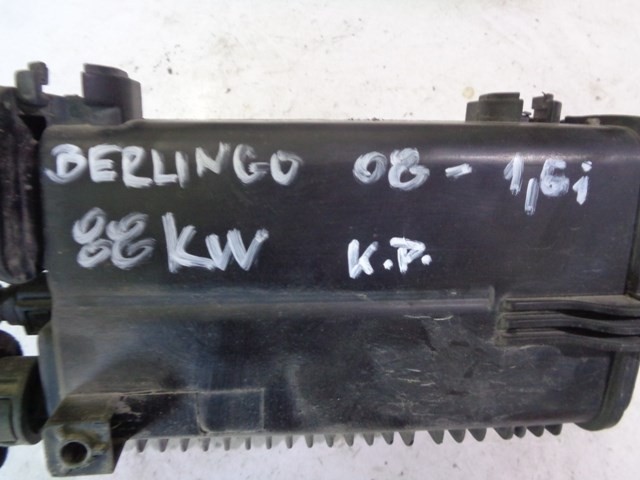 BERLINGO 08- 1,6i
88KW K.P.